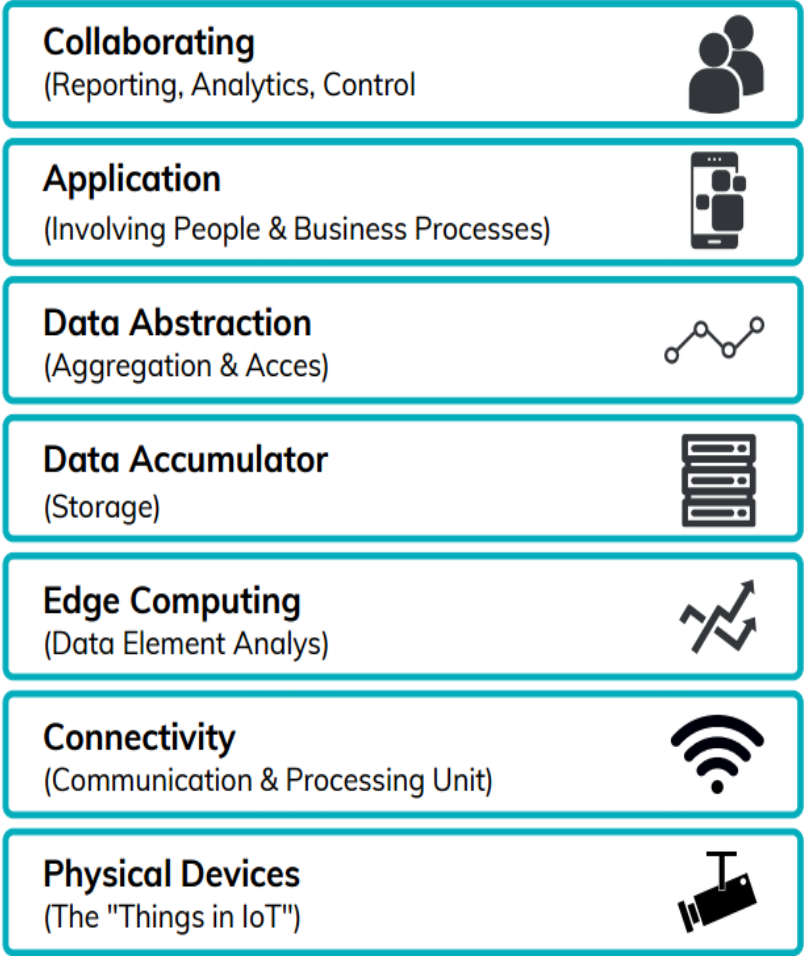 Collaborating
(Reporting, Analytics, Control
Application
(Involving People & Business Processes)
Data Abstraction
(Aggregation & Acces)
Data Accumulator
(Storage)
Edge Computing
(Data Element Analys)
Connectivity
(Communication & Processing Unit)
Physical Devices
(The "Things in IoT")